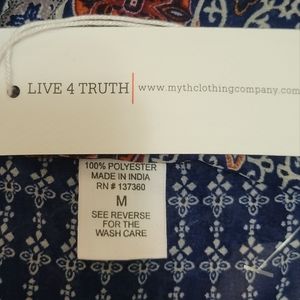 LIVE 4 TRUTH | www.mythclothingcompany.com
100% POLYESTER
MADE IN INDIA
RN # 137360
M
SEE REVERSE
FOR THE
WASH CARE